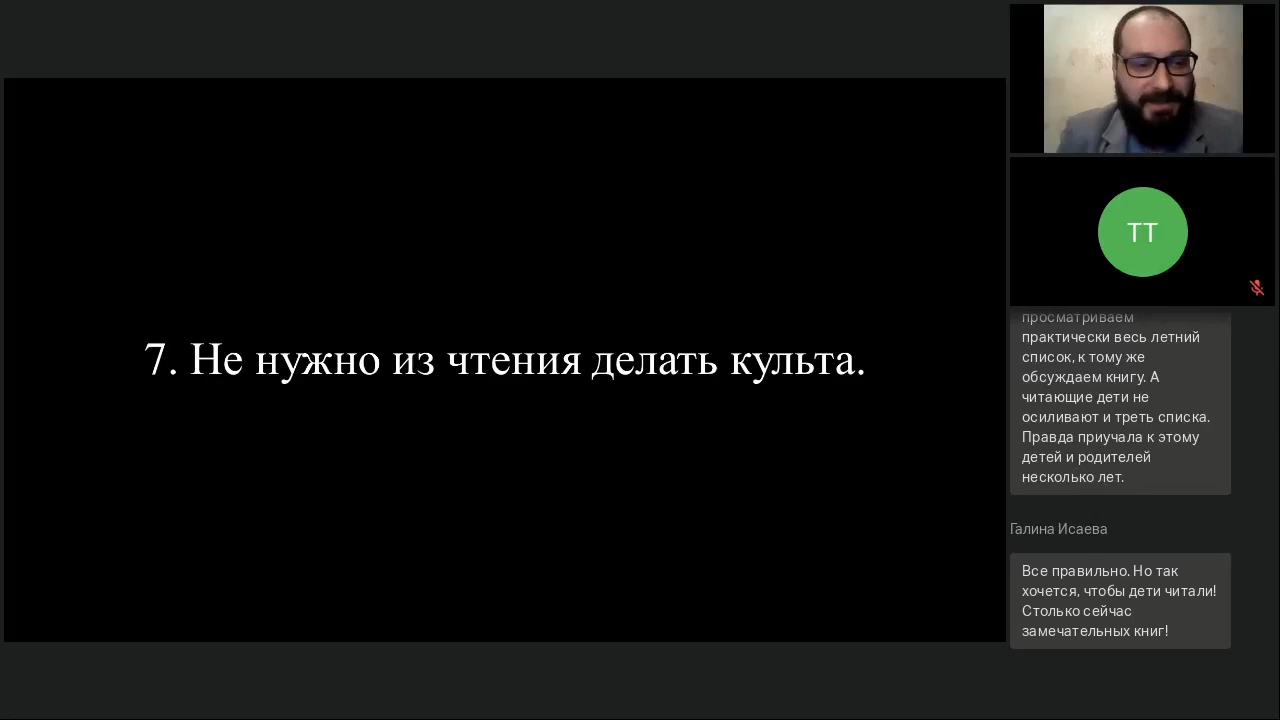 7. Не нужно из чтения делать культа.
ТТ
просматриваем
практически весь летний
список, к тому же
обсуждаем книгу. А
читающие дети не
осиливают и треть списка.
Правда приучала к этому
детей и родителей
несколько лет.
Галина Исаева
Все правильно. Но так
хочется, чтобы дети читали!
Столько сейчас
замечательных книг!